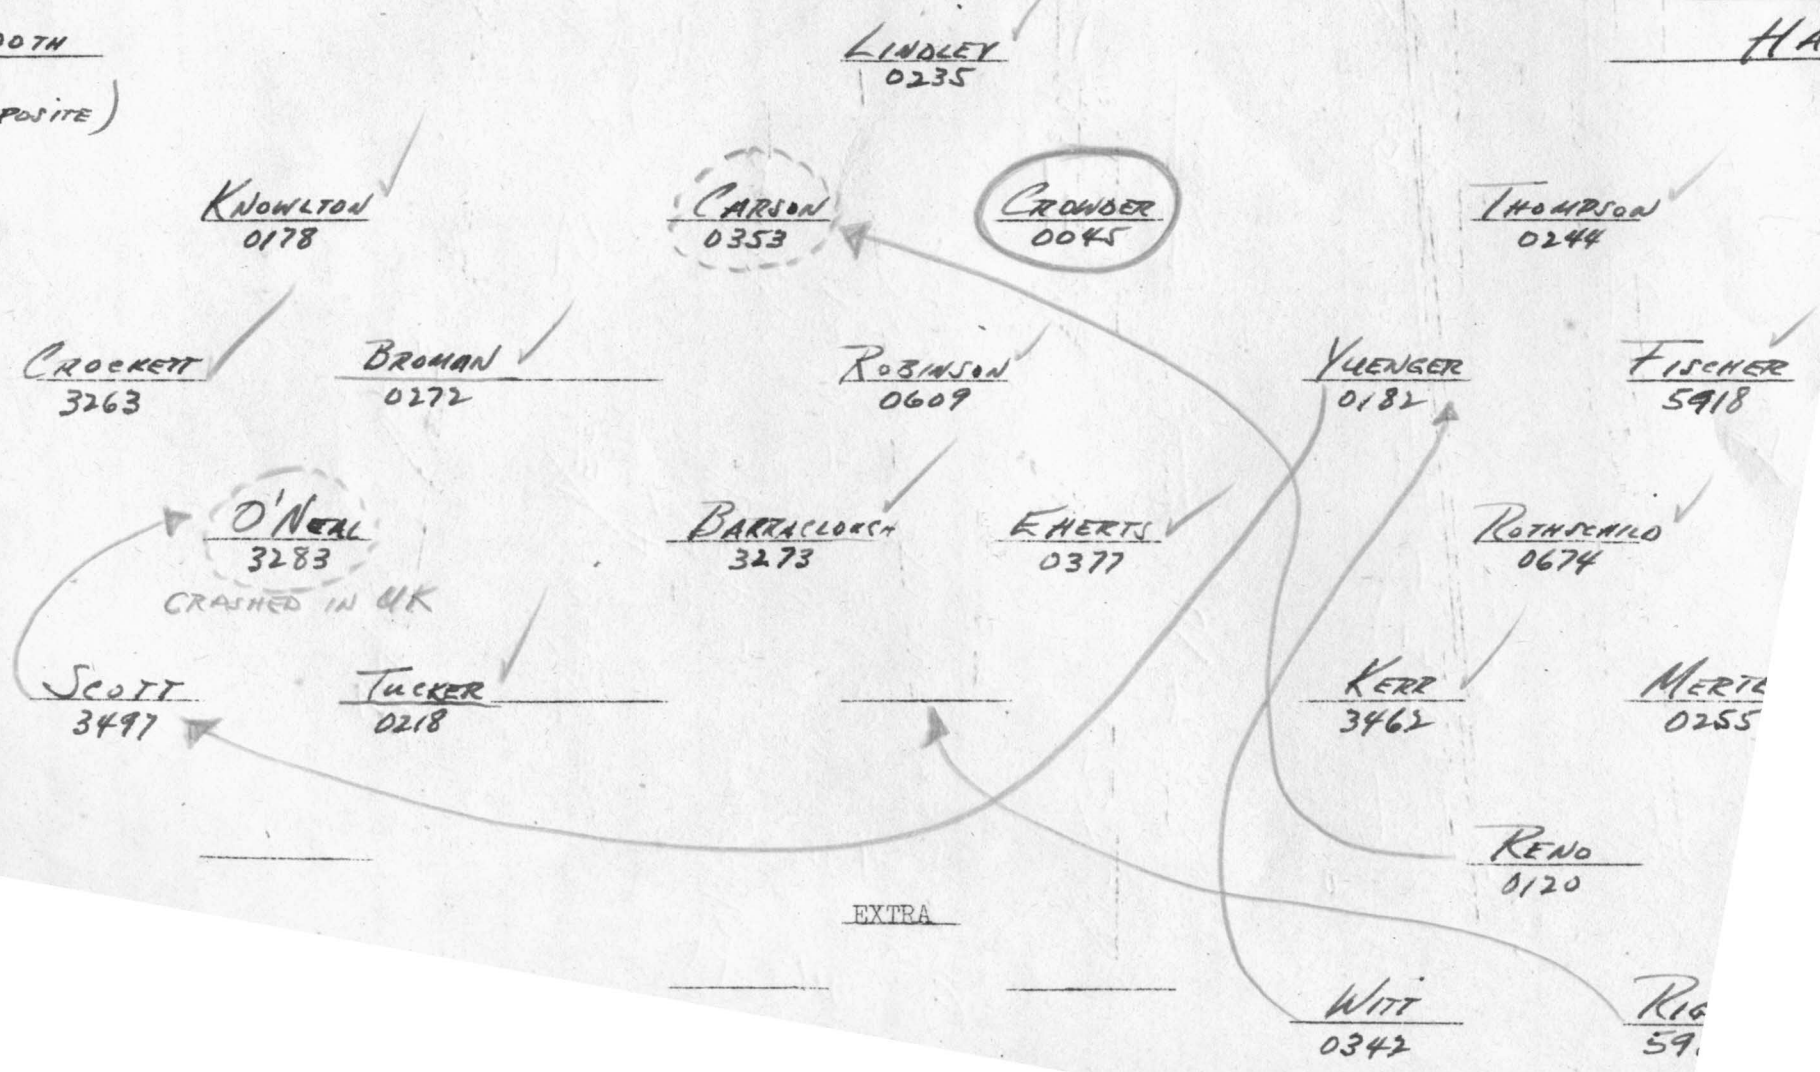 LINDLEY
0235
KNOWLTON
0178
CARSON
0353
CROWDER
0045
THOMPSON
0244
CROCKETT
3263
BROMAN
0272
ROBINSON
0609
YUENGER
0182
FISCHER
5918
O'NEAL
3283
CRASHED IN UK
BARRACLOUGH
3273
EHERTS
0377
ROTHSCHILD
0674
SCOTT
3497
TUCKER
0218
KERR
3462
0255
RENO
0120
EXTRA
WITT
0342